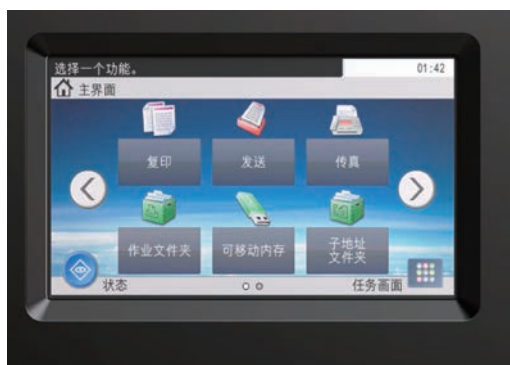 选择一个功能。
01:42
主界面
复印
发送
传真
作业文件夹
可移动内存
子地址
文件夹
状态
任务画面